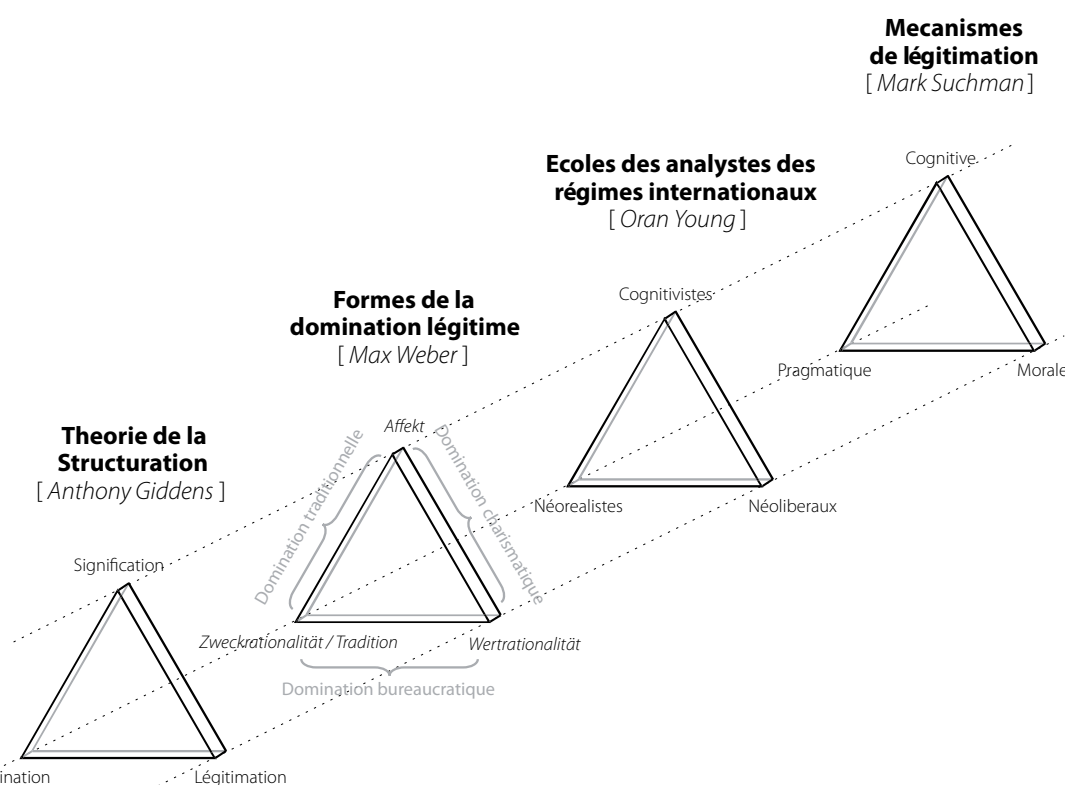 Mecanismes
de légitimation
[ Mark Suchman ]
Cognitive
Pragmatique
Morale
Ecoles des analystes des
régimes internationaux
[ Oran Young ]
Cognitivistes
Néorealistes
Néoliberaux
Formes de la
domination légitime
[ Max Weber ]
Affekt
Domination traditionnelle
Domination charismatique
Zweckrationalität / Tradition
Wertrationalität
Domination bureaucratique
Theorie de la
Structuration
[ Anthony Giddens ]
Signification
ination
Légitimation